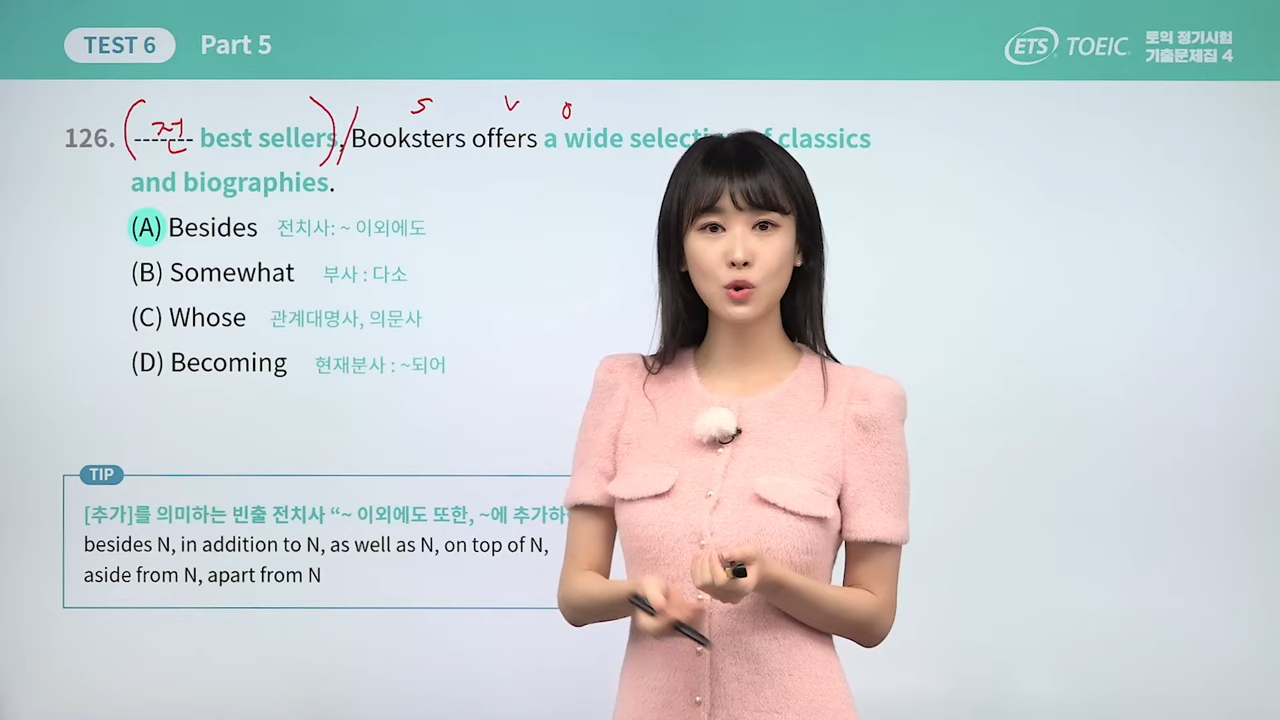 TEST 6 Part 5
ETS TOEIC 토익 정기시험
기출문제집 4
S V O
전
126. ------- best sellers, Booksters offers a wide selection of classics
and biographies.
(A) Besides 전치사: ~ 이외에도
(B) Somewhat 부사 : 다소
(C) Whose 관계대명사, 의문사
(D) Becoming 현재분사 : ~되어
TIP
[추가]를 의미하는 빈출 전치사 “~ 이외에도 또한, ~에 추가하
besides N, in addition to N, as well as N, on top of N,
aside from N, apart from N